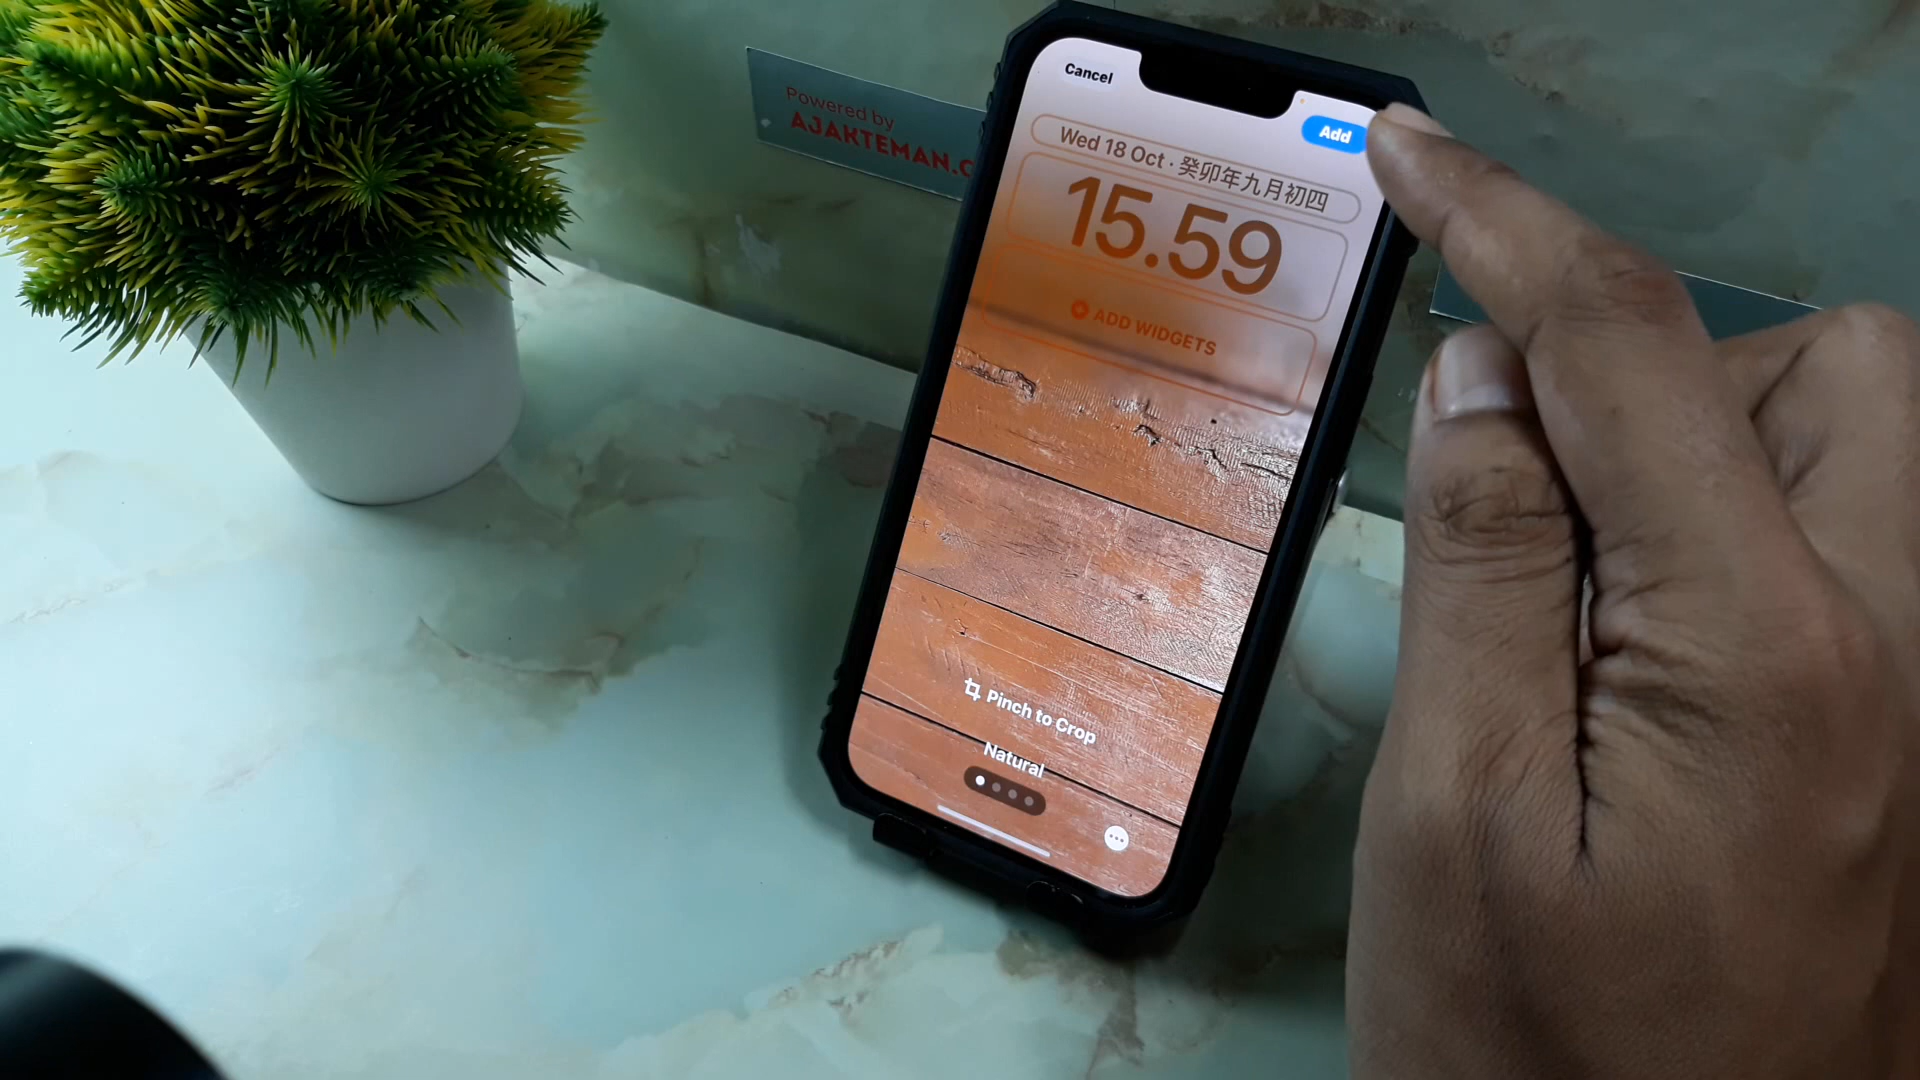 Powered by
AJAKTEMAN.C
Cancel
Add
Wed 18 Oct · 癸卯年九月初四
15.59
ADD WIDGETS
Pinch to Crop
Natural